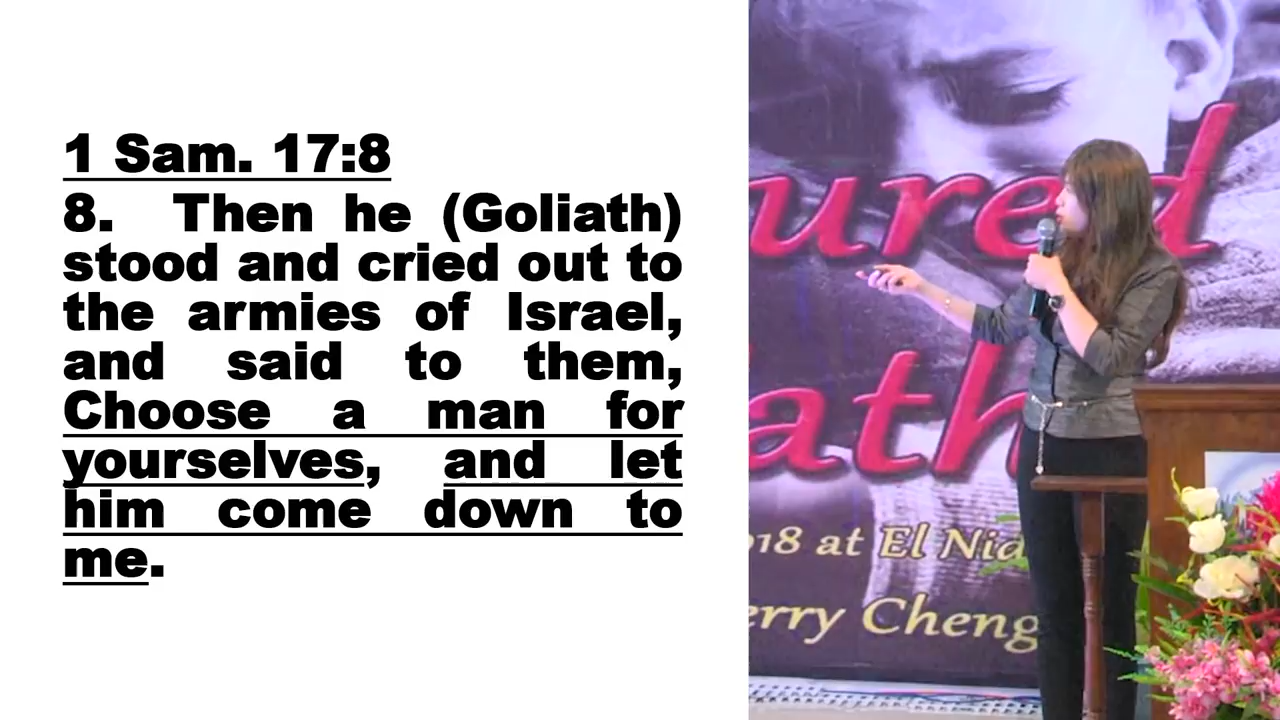 1 Sam. 17:8
8. Then he (Goliath)
stood and cried out to
the armies of Israel,
and said to them,
Choose a man for
yourselves, and let
him come down to
me.
ured
ath
018 at El Nid
erry Cheng